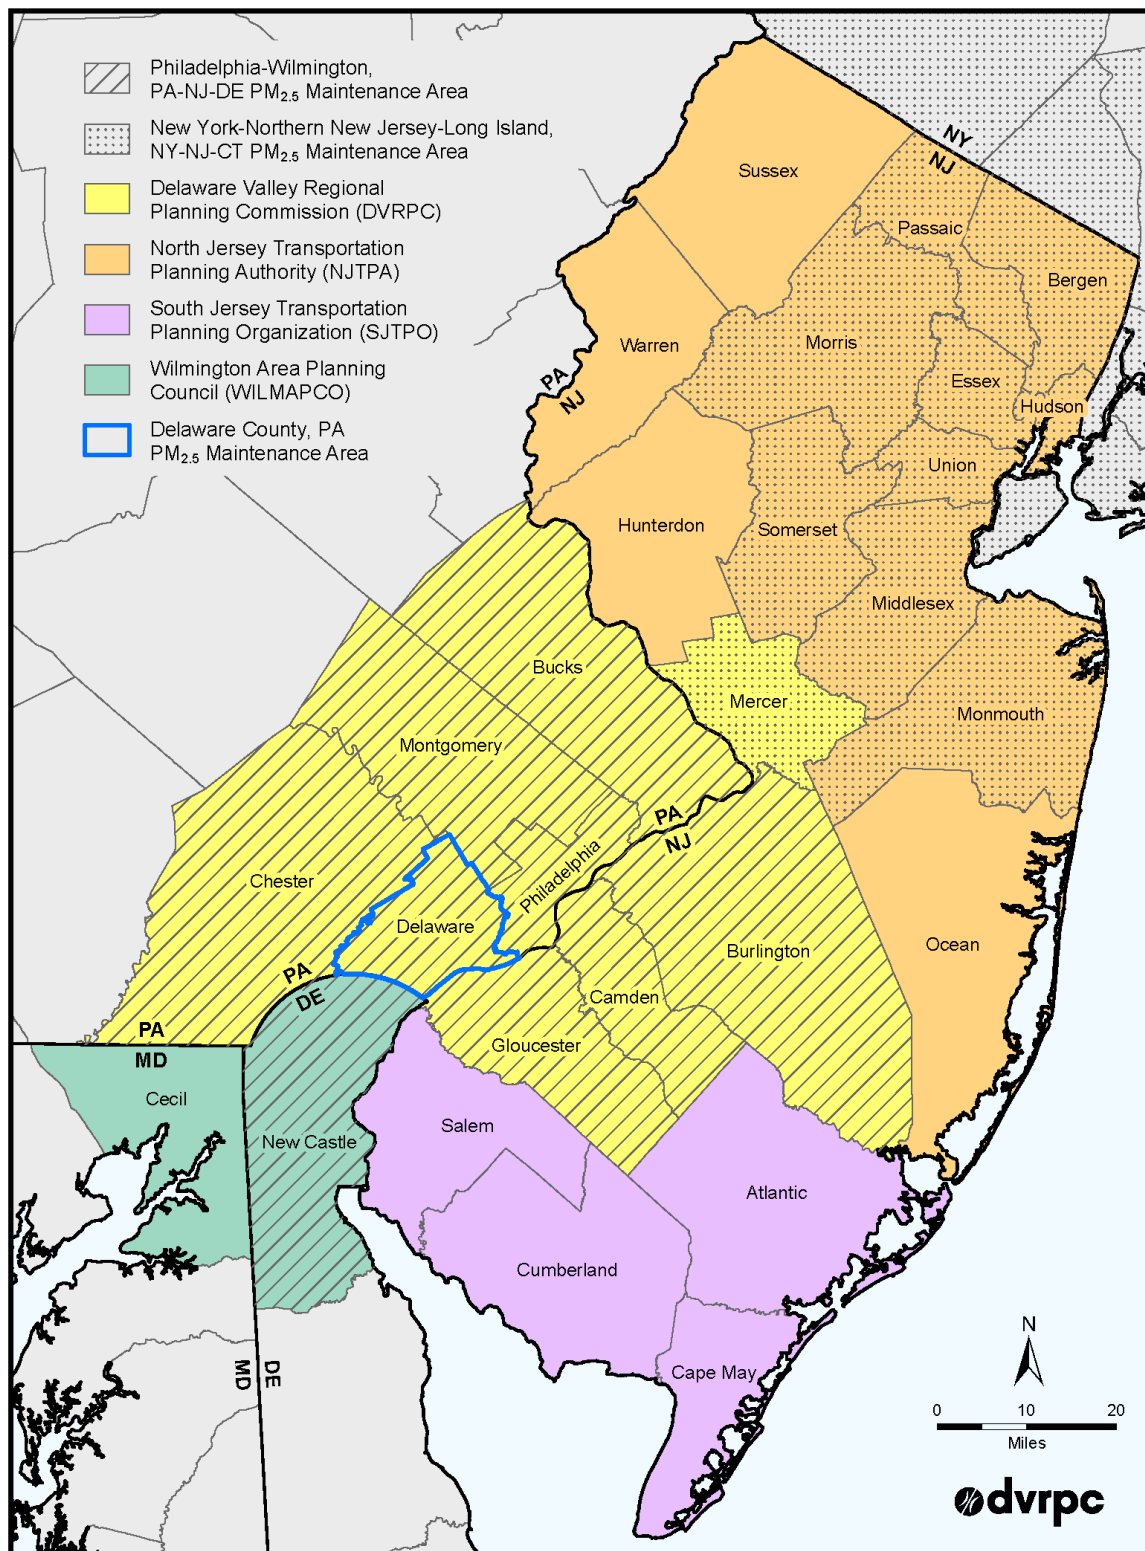 Philadelphia-Wilmington,
PA-NJ-DE PM2.5 Maintenance Area
New York-Northern New Jersey-Long Island,
NY-NJ-CT PM2.5 Maintenance Area
Delaware Valley Regional
Planning Commission (DVRPC)
North Jersey Transportation
Planning Authority (NJTPA)
South Jersey Transportation
Planning Organization (SJTPO)
Wilmington Area Planning
Council (WILMAPCO)
Delaware County, PA
PM2.5 Maintenance Area
NY
NJ
Sussex
Passaic
Bergen
Warren
Morris
PA
NJ
Essex
Hudson
Union
Hunterdon
Somerset
Middlesex
Bucks
Mercer
Monmouth
Montgomery
PA
NJ
Philadelphia
Chester
Delaware
Burlington
Ocean
PA
DE
Camden
PA
MD
Gloucester
Cecil
Salem
New Castle
Atlantic
Cumberland
MD
DE
Cape May
N
0 10 20
Miles
dvrpc